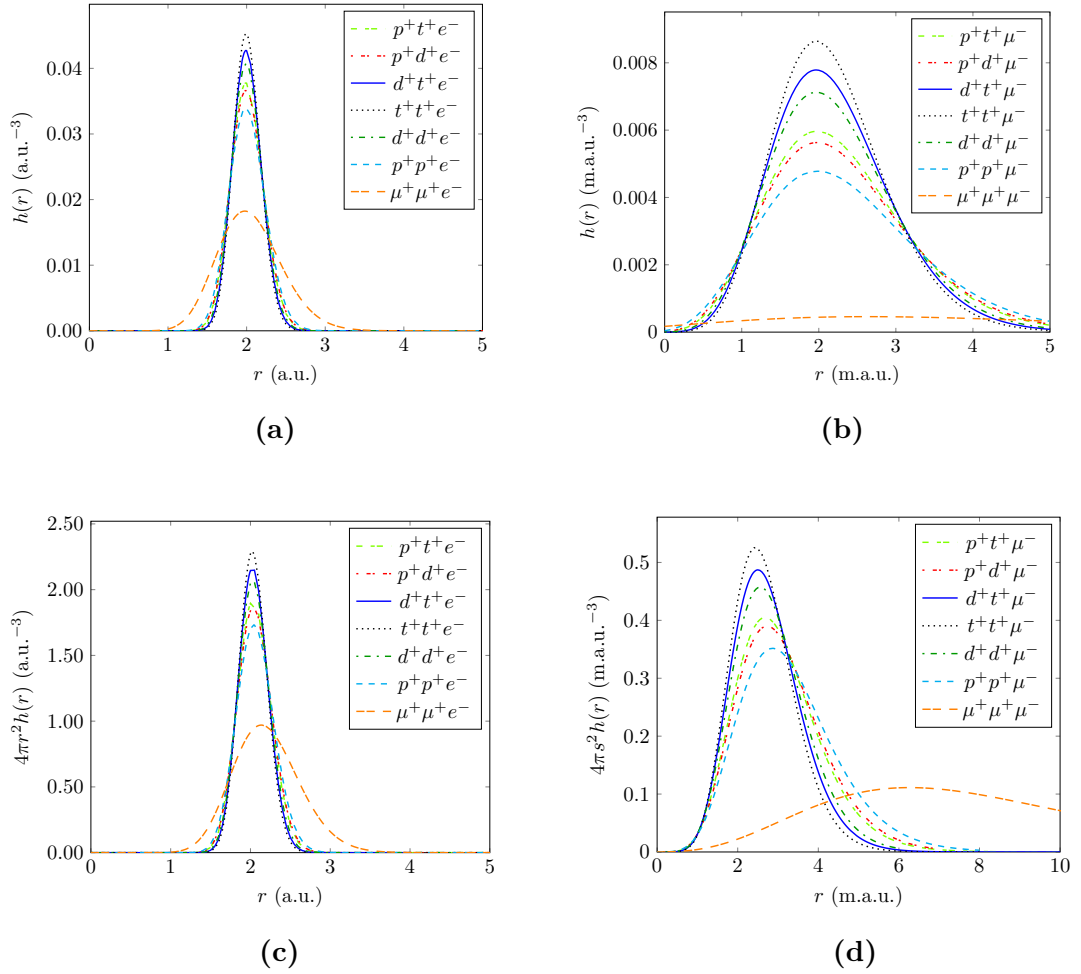 h(r) (a.u.⁻³)
0.04
0.03
0.02
0.01
0.00
0 1 2 3 4 5
r (a.u.)
p⁺t⁺e⁻
p⁺d⁺e⁻
d⁺t⁺e⁻
t⁺t⁺e⁻
d⁺d⁺e⁻
p⁺p⁺e⁻
μ⁺μ⁺e⁻
(a)
h(r) (m.a.u.⁻³)
0.008
0.006
0.004
0.002
0
0 1 2 3 4 5
r (m.a.u.)
p⁺t⁺μ⁻
p⁺d⁺μ⁻
d⁺t⁺μ⁻
t⁺t⁺μ⁻
d⁺d⁺μ⁻
p⁺p⁺μ⁻
μ⁺μ⁺μ⁻
(b)
4πr²h(r) (a.u.⁻³)
2.50
2.00
1.50
1.00
0.50
0.00
0 1 2 3 4 5
r (a.u.)
p⁺t⁺e⁻
p⁺d⁺e⁻
d⁺t⁺e⁻
t⁺t⁺e⁻
d⁺d⁺e⁻
p⁺p⁺e⁻
μ⁺μ⁺e⁻
(c)
4πs²h(r) (m.a.u.⁻³)
0.5
0.4
0.3
0.2
0.1
0
0 2 4 6 8 10
r (m.a.u.)
p⁺t⁺μ⁻
p⁺d⁺μ⁻
d⁺t⁺μ⁻
t⁺t⁺μ⁻
d⁺d⁺μ⁻
p⁺p⁺μ⁻
μ⁺μ⁺μ⁻
(d)